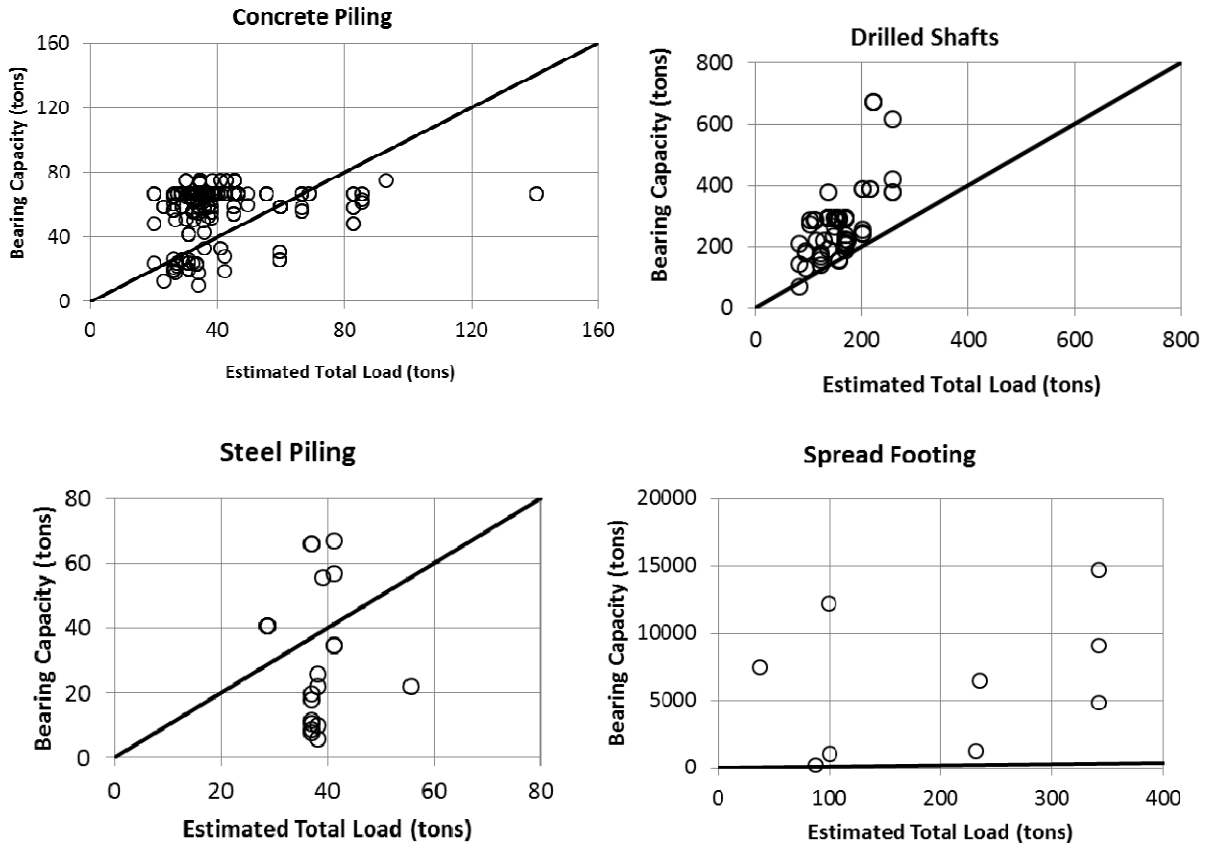 Concrete Piling
Bearing Capacity (tons)
160
120
80
40
0
0 40 80 120 160
Estimated Total Load (tons)
Drilled Shafts
Bearing Capacity (tons)
800
600
400
200
0
0 200 400 600 800
Estimated Total Load (tons)
Steel Piling
Bearing Capacity (tons)
80
60
40
20
0
0 20 40 60 80
Estimated Total Load (tons)
Spread Footing
Bearing Capacity (tons)
20000
15000
10000
5000
0
0 100 200 300 400
Estimated Total Load (tons)